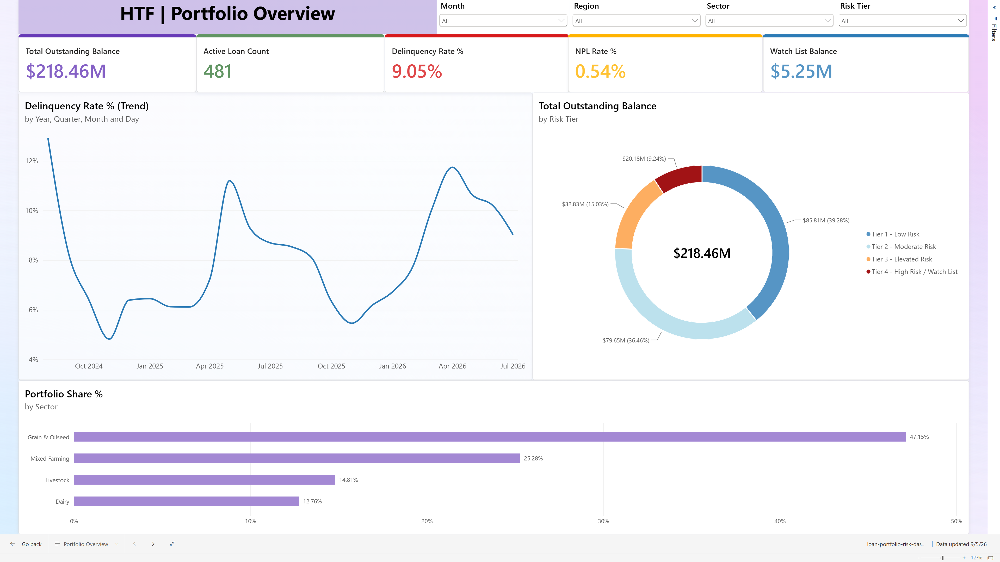 HTF | Portfolio Overview
Month
Region
Sector
Risk Tier
All
All
All
All
Filters
Total Outstanding Balance
$218.46M
Active Loan Count
481
Delinquency Rate %
9.05%
NPL Rate %
0.54%
Watch List Balance
$5.25M
Delinquency Rate % (Trend)
by Year, Quarter, Month and Day
12%
10%
8%
6%
4%
Oct 2024
Jan 2025
Apr 2025
Jul 2025
Oct 2025
Jan 2026
Apr 2026
Jul 2026
Total Outstanding Balance
by Risk Tier
$20.18M (9.24%)
$32.83M (15.03%)
$85.81M (39.28%)
$79.65M (36.46%)
$218.46M
Tier 1 - Low Risk
Tier 2 - Moderate Risk
Tier 3 - Elevated Risk
Tier 4 - High Risk / Watch List
Portfolio Share %
by Sector
Grain & Oilseed
47.15%
Mixed Farming
25.28%
Livestock
14.81%
Dairy
12.76%
0%
10%
20%
30%
40%
50%
Go back
Portfolio Overview
loan-portfolio-risk-das... | Data updated 9/5/26
- + 127%